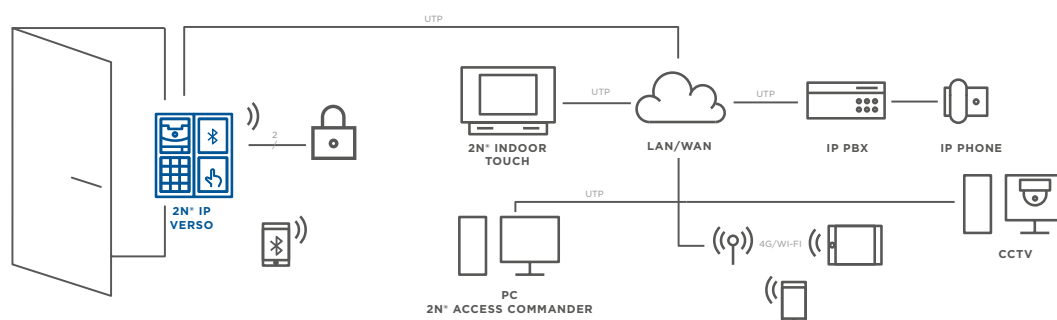 UTP
2
2N® IP
VERSO
UTP
2N® INDOOR
TOUCH
LAN/WAN
UTP
IP PBX
IP PHONE
UTP
PC
2N® ACCESS COMMANDER
4G/WI-FI
CCTV